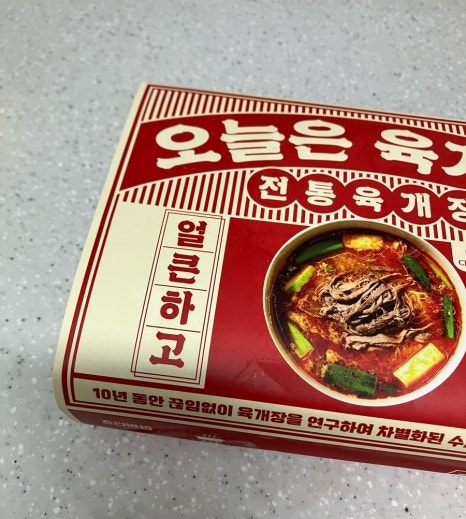 오늘은 육개
전통육개장
얼큰하고
10년 동안 끊임없이 육개장을 연구하여 차별화된 수